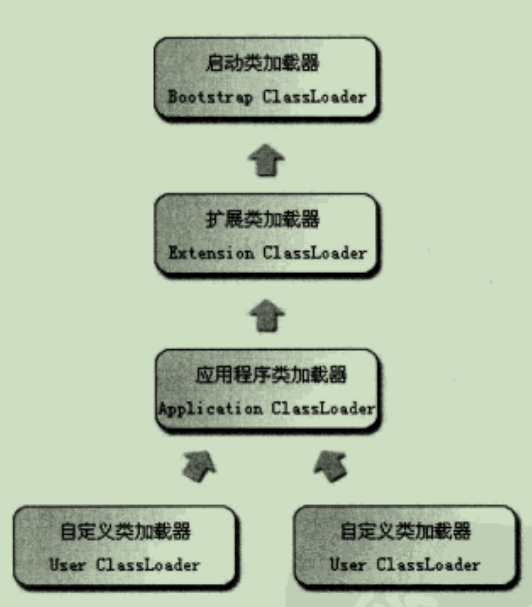 启动类加载器
Bootstrap ClassLoader
扩展类加载器
Extension ClassLoader
应用程序类加载器
Application ClassLoader
自定义类加载器
User ClassLoader
自定义类加载器
User ClassLoader